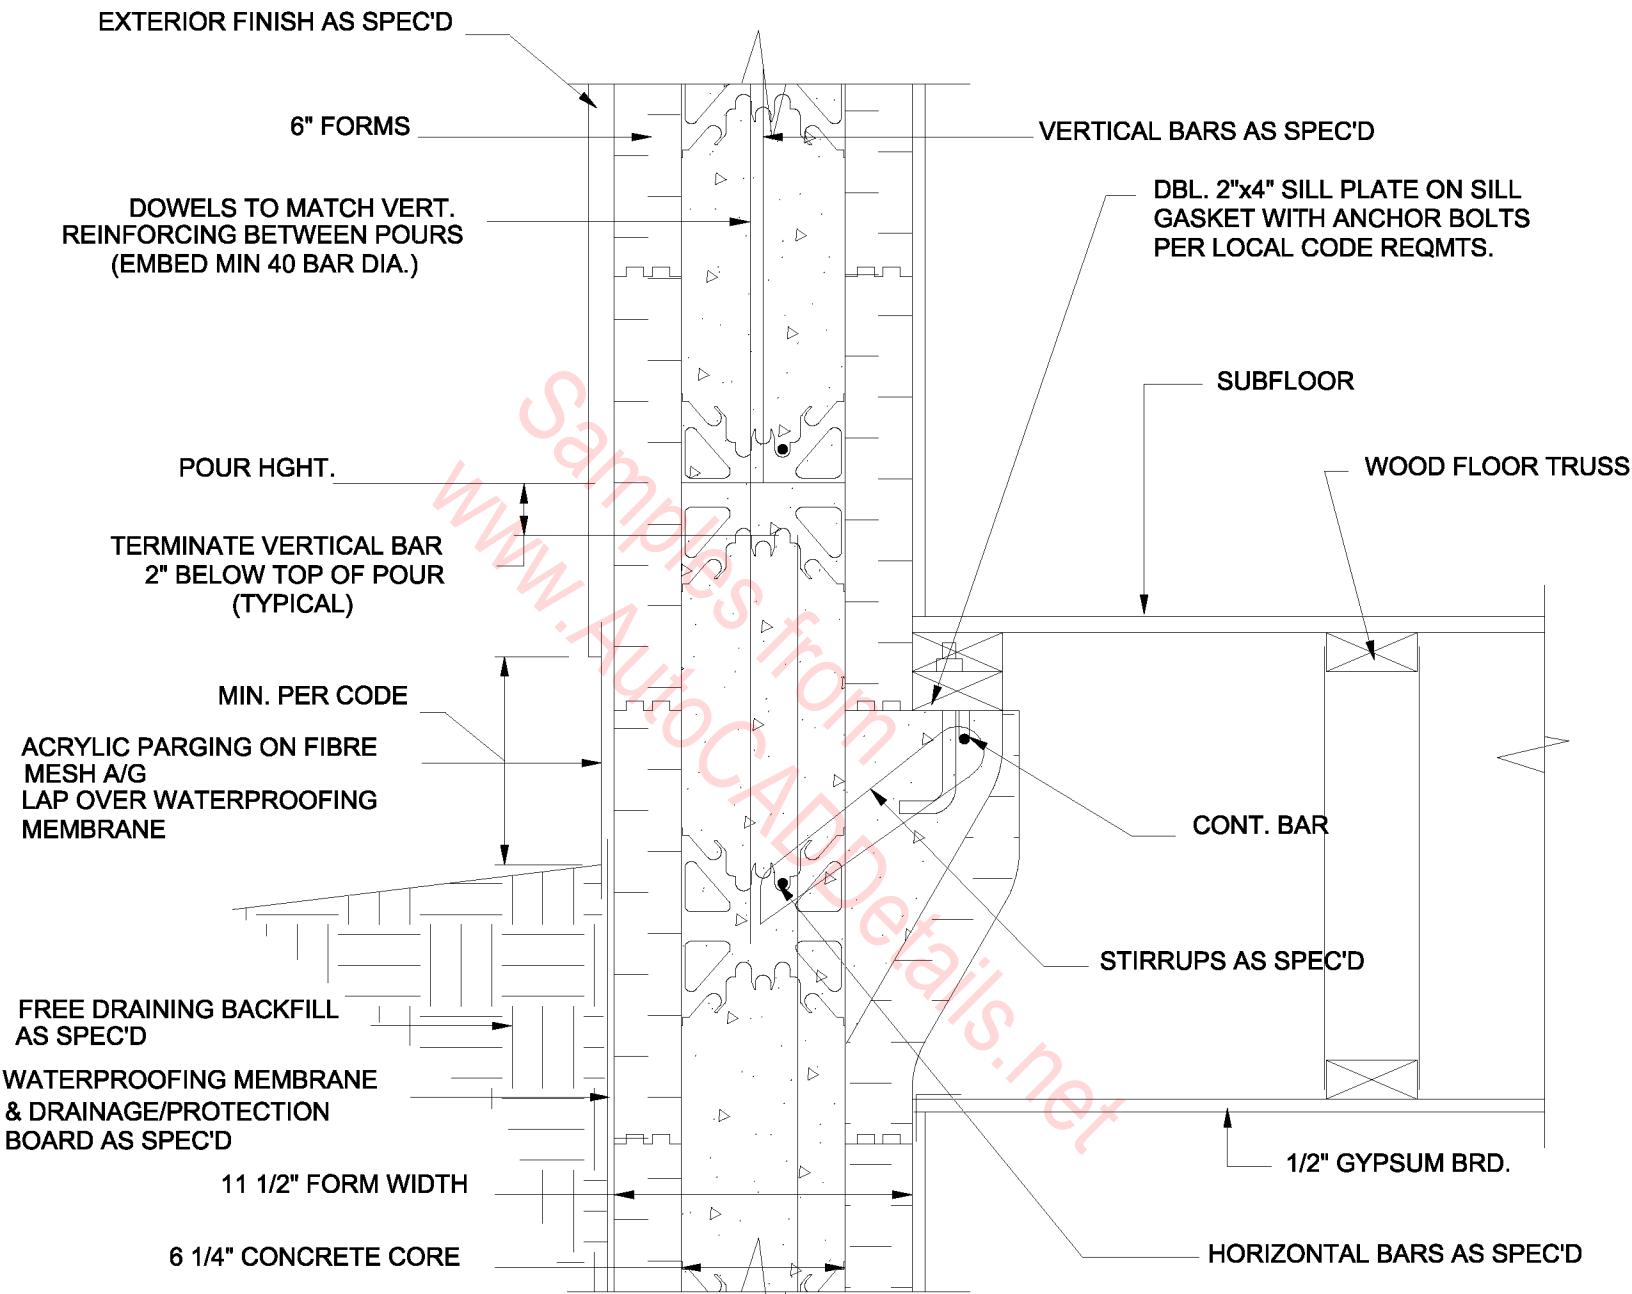 EXTERIOR FINISH AS SPEC'D
6" FORMS
DOWELS TO MATCH VERT.
REINFORCING BETWEEN POURS
(EMBED MIN 40 BAR DIA.)
POUR HGHT.
TERMINATE VERTICAL BAR
2" BELOW TOP OF POUR
(TYPICAL)
MIN. PER CODE
ACRYLIC PARGING ON FIBRE
MESH A/G
LAP OVER WATERPROOFING
MEMBRANE
FREE DRAINING BACKFILL
AS SPEC'D
WATERPROOFING MEMBRANE
& DRAINAGE/PROTECTION
BOARD AS SPEC'D
11 1/2" FORM WIDTH
6 1/4" CONCRETE CORE
VERTICAL BARS AS SPEC'D
DBL. 2"x4" SILL PLATE ON SILL
GASKET WITH ANCHOR BOLTS
PER LOCAL CODE REQMTS.
SUBFLOOR
WOOD FLOOR TRUSS
CONT. BAR
STIRRUPS AS SPEC'D
1/2" GYPSUM BRD.
HORIZONTAL BARS AS SPEC'D
Samples from
www.AutoCADDetails.net